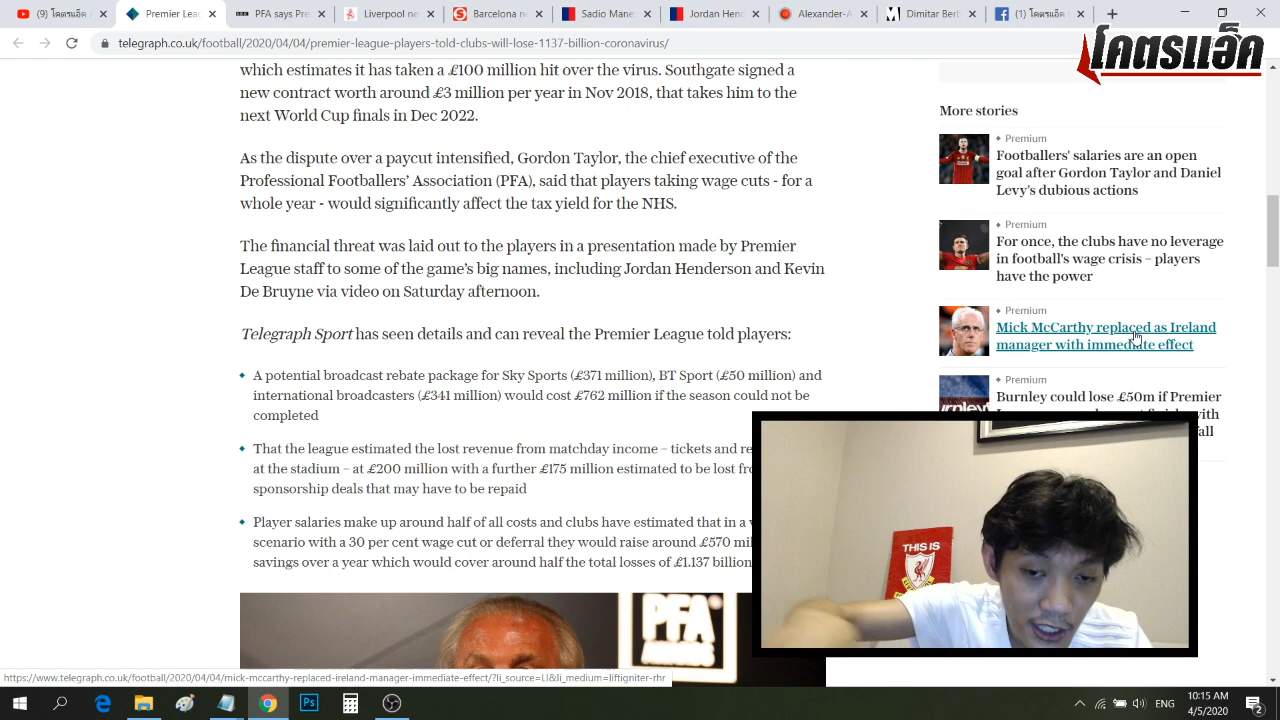 (1) โคตรแอ็ด
Premier Lea
PFA say sala
Liverpool ne
Barcelona ta
Sadio Mane
Jordan Hend
Alexander-A
Dimitar Berb
telegraph.co.uk/football/2020/04/04/premier-league-players-told-clubs-will-lose-1137-billion-coronavirus/
โคตรแอ็ค
which estimates it has taken a £100 million hit over the virus. Southgate signed a
new contract worth around £3 million per year in Nov 2018, that takes him to the
next World Cup finals in Dec 2022.
As the dispute over a paycut intensified, Gordon Taylor, the chief executive of the
Professional Footballers’ Association (PFA), said that players taking wage cuts - for a
whole year - would significantly affect the tax yield for the NHS.
The financial threat was laid out to the players in a presentation made by Premier
League staff to some of the game’s big names, including Jordan Henderson and Kevin
De Bruyne via video on Saturday afternoon.
Telegraph Sport has seen details and can reveal the Premier League told players:
A potential broadcast rebate package for Sky Sports (£371 million), BT Sport (£50 million) and
international broadcasters (£341 million) would cost £762 million if the season could not be
completed
That the league estimated the lost revenue from matchday income – tickets and re
at the stadium – at £200 million with a further £175 million estimated to be lost fro
sponsorship deals that may have to be repaid
Player salaries make up around half of all costs and clubs have estimated that in a
scenario with a 30 per cent wage cut or deferral they would raise around £570 mil
savings over a year which would cover around half the total losses of £1.137 billion
PFA
More stories
Premium
Footballers' salaries are an open
goal after Gordon Taylor and Daniel
Levy's dubious actions
Premium
For once, the clubs have no leverage
in football's wage crisis – players
have the power
Premium
Mick McCarthy replaced as Ireland
manager with immediate effect
Premium
Burnley could lose £50m if Premier
THIS IS
https://www.telegraph.co.uk/football/2020/04/04/mick-mccarthy-replaced-ireland-manager-immediate-effect/?li_source=LI&li_medium=liftigniter-rhr
ENG
10:15 AM
4/5/2020
2